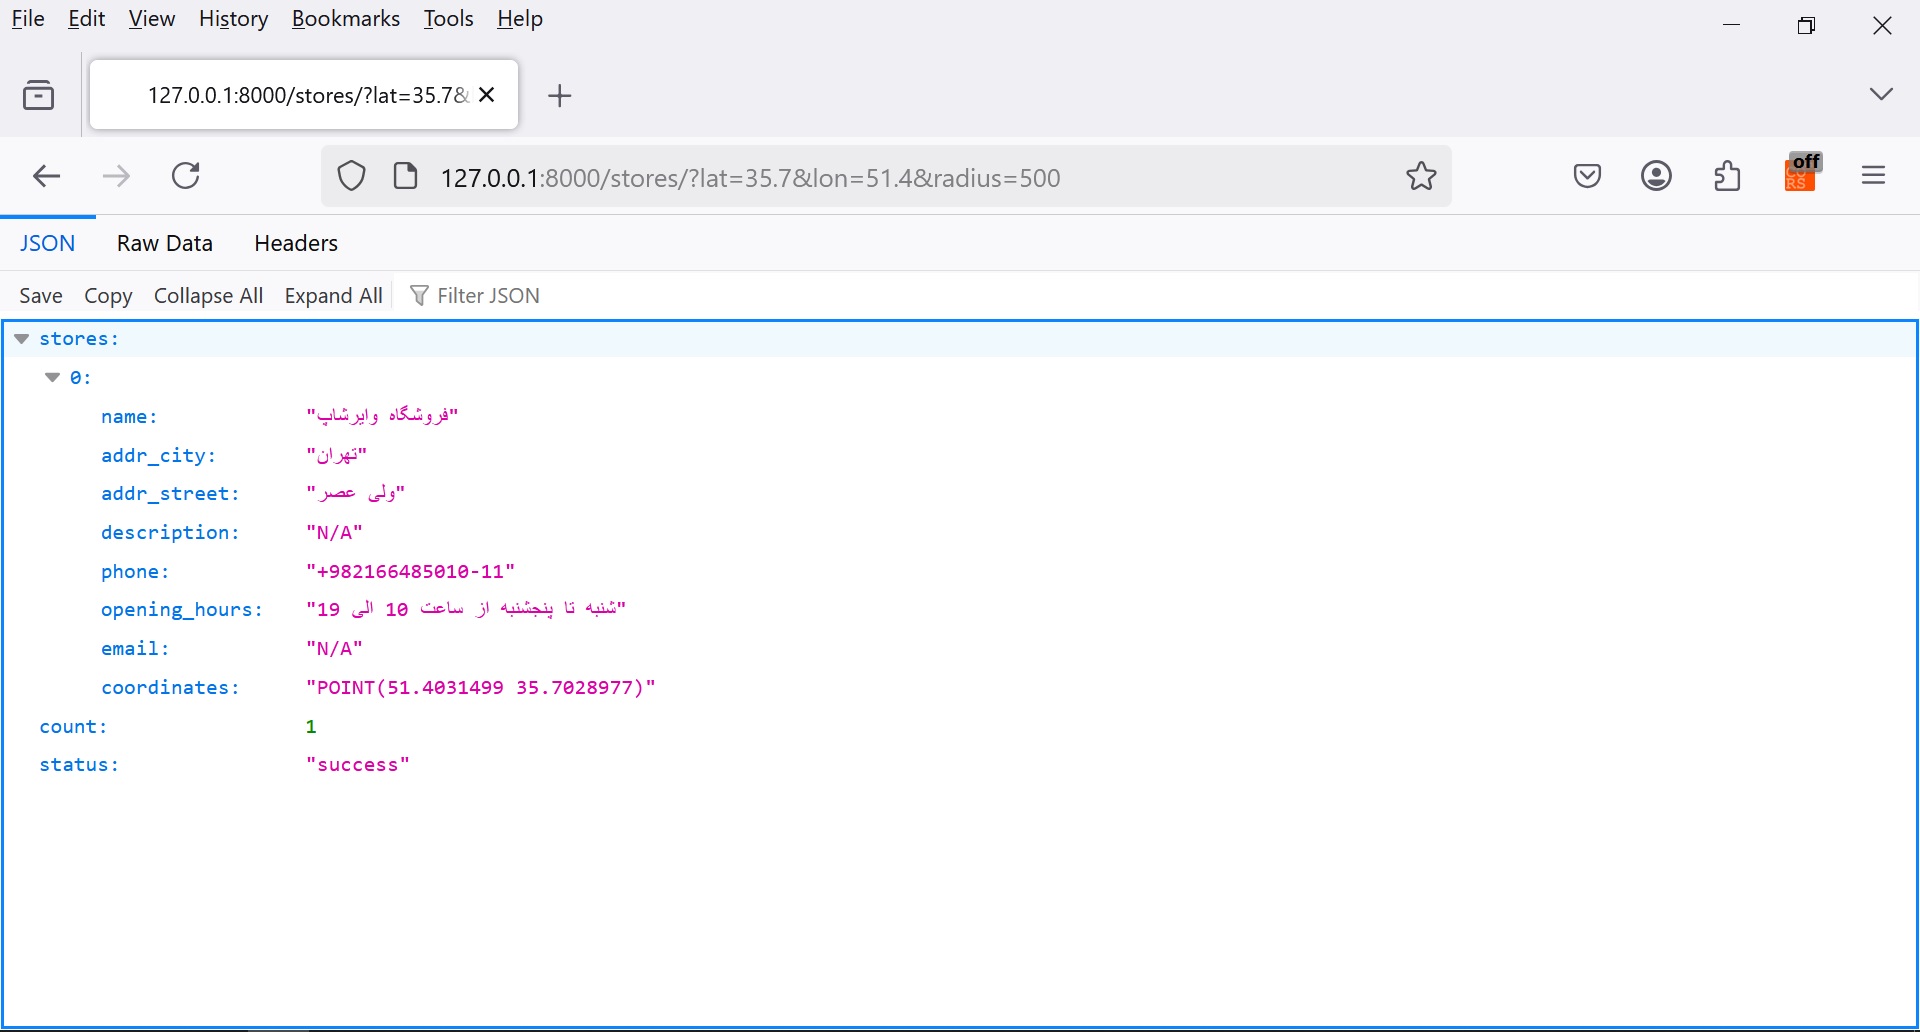 File Edit View History Bookmarks Tools Help
127.0.0.1:8000/stores/?lat=35.7&
127.0.0.1:8000/stores/?lat=35.7&lon=51.4&radius=500
off
CORS
JSON Raw Data Headers
Save Copy Collapse All Expand All Filter JSON
stores:
0:
name: "فروشگاه وایرشاپ"
addr_city: "تهران"
addr_street: "ولی عصر"
description: "N/A"
phone: "+982166485010-11"
opening_hours: "شنبه تا پنجشنبه از ساعت 10 الی 19"
email: "N/A"
coordinates: "POINT(51.4031499 35.7028977)"
count: 1
status: "success"